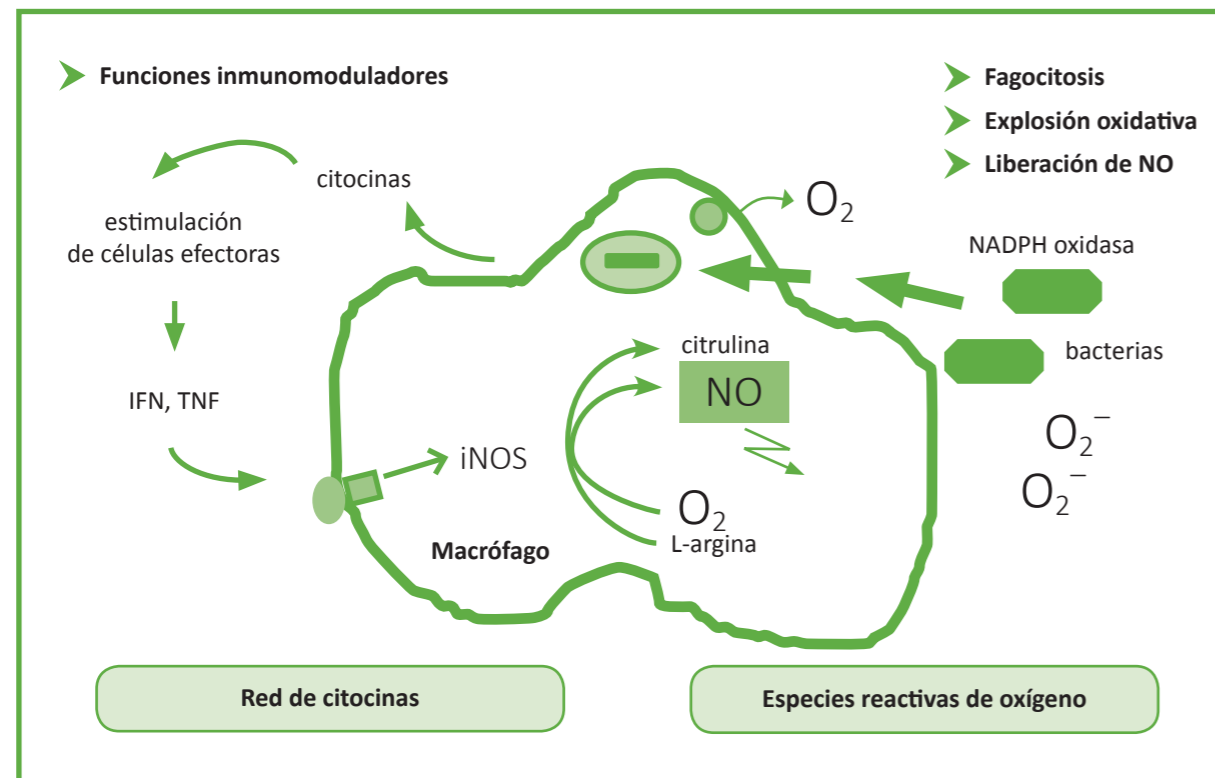 Funciones inmunomoduladores
citocinas
estimulación
de células efectoras
IFN, TNF
iNOS
Macrófago
citrulina
NO
O₂
L-argina
O₂
Fagocitosis
Explosión oxidativa
Liberación de NO
NADPH oxidasa
bacterias
O₂⁻
O₂⁻
Red de citocinas
Especies reactivas de oxígeno